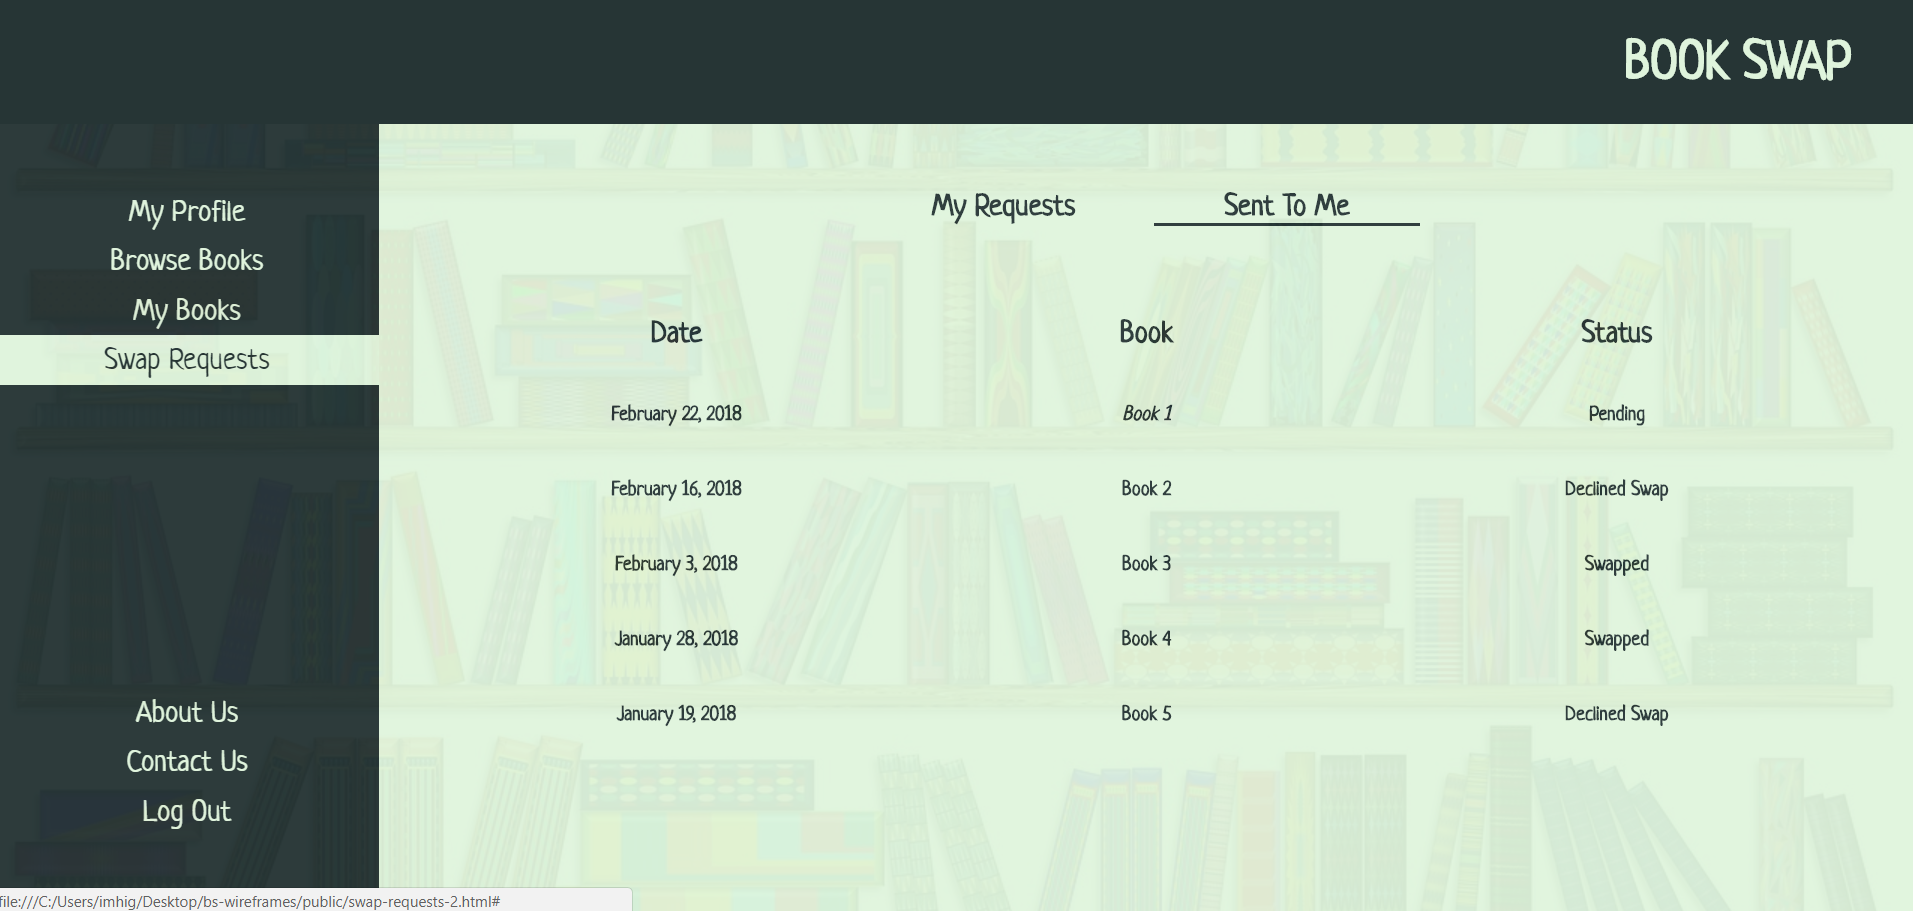 BOOK SWAP
My Profile
Browse Books
My Books
Swap Requests
About Us
Contact Us
Log Out
My Requests Sent To Me
Date Book Status
February 22, 2018 Book 1 Pending
February 16, 2018 Book 2 Declined Swap
February 3, 2018 Book 3 Swapped
January 28, 2018 Book 4 Swapped
January 19, 2018 Book 5 Declined Swap
file:///C:/Users/imhig/Desktop/bs-wireframes/public/swap-requests-2.html#